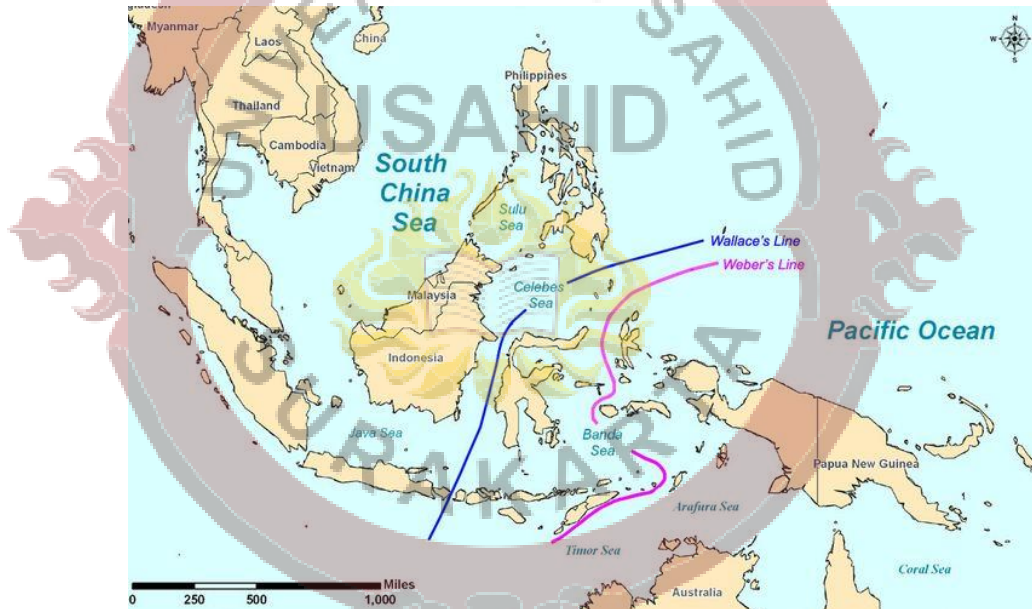 Myanmar
Laos
China
Philippines
Thailand
Cambodia
Vietnam
South
China
Sea
Sulu
Sea
Wallace's Line
Weber's Line
Celebes
Sea
Malaysia
Pacific Ocean
Indonesia
Java Sea
Banda
Sea
Papua New Guinea
Arafura Sea
Timor Sea
Coral Sea
Australia
Miles
0 250 500 1,000
N
W
S
USAHID
SAHID